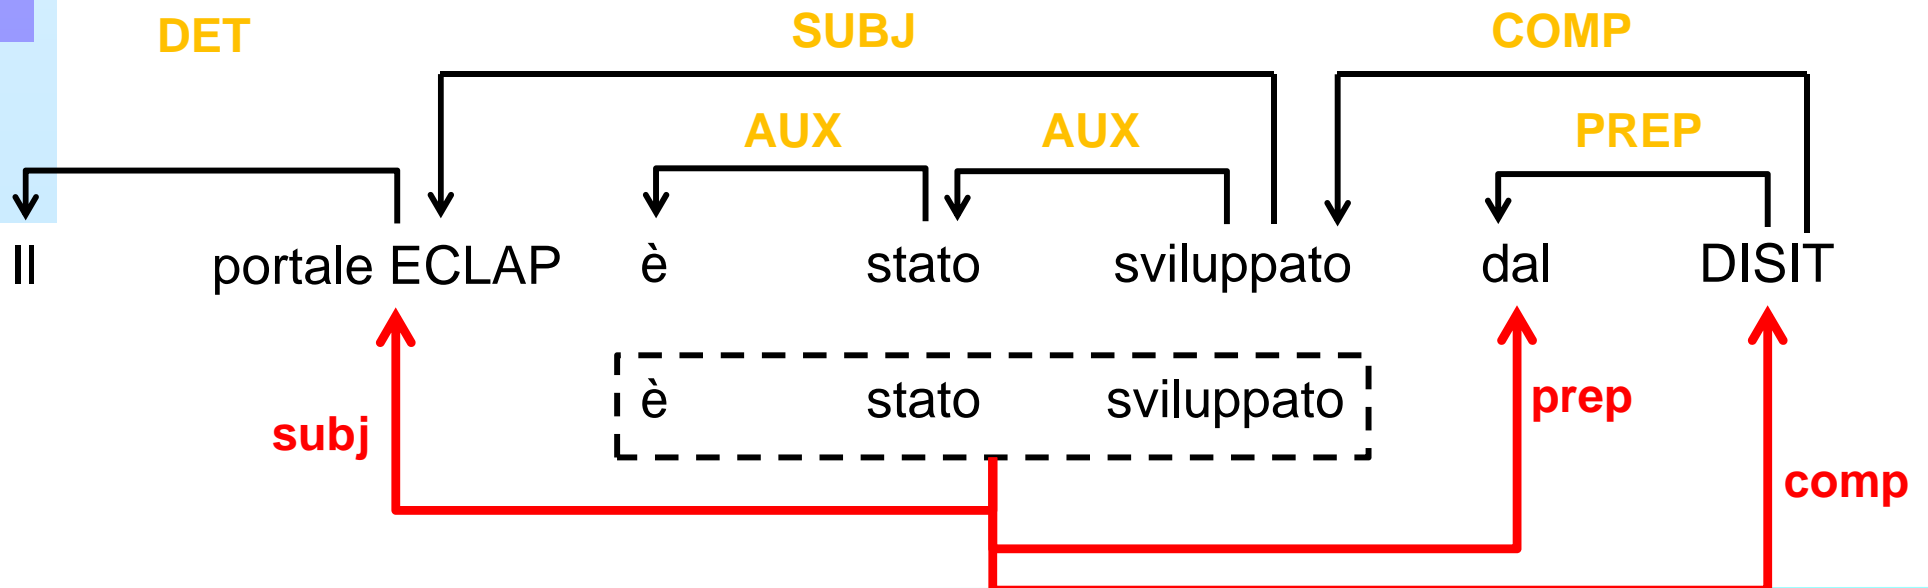 DET SUBJ COMP
AUX AUX PREP
Il portale ECLAP è stato sviluppato dal DISIT
è stato sviluppato prep
subj
comp